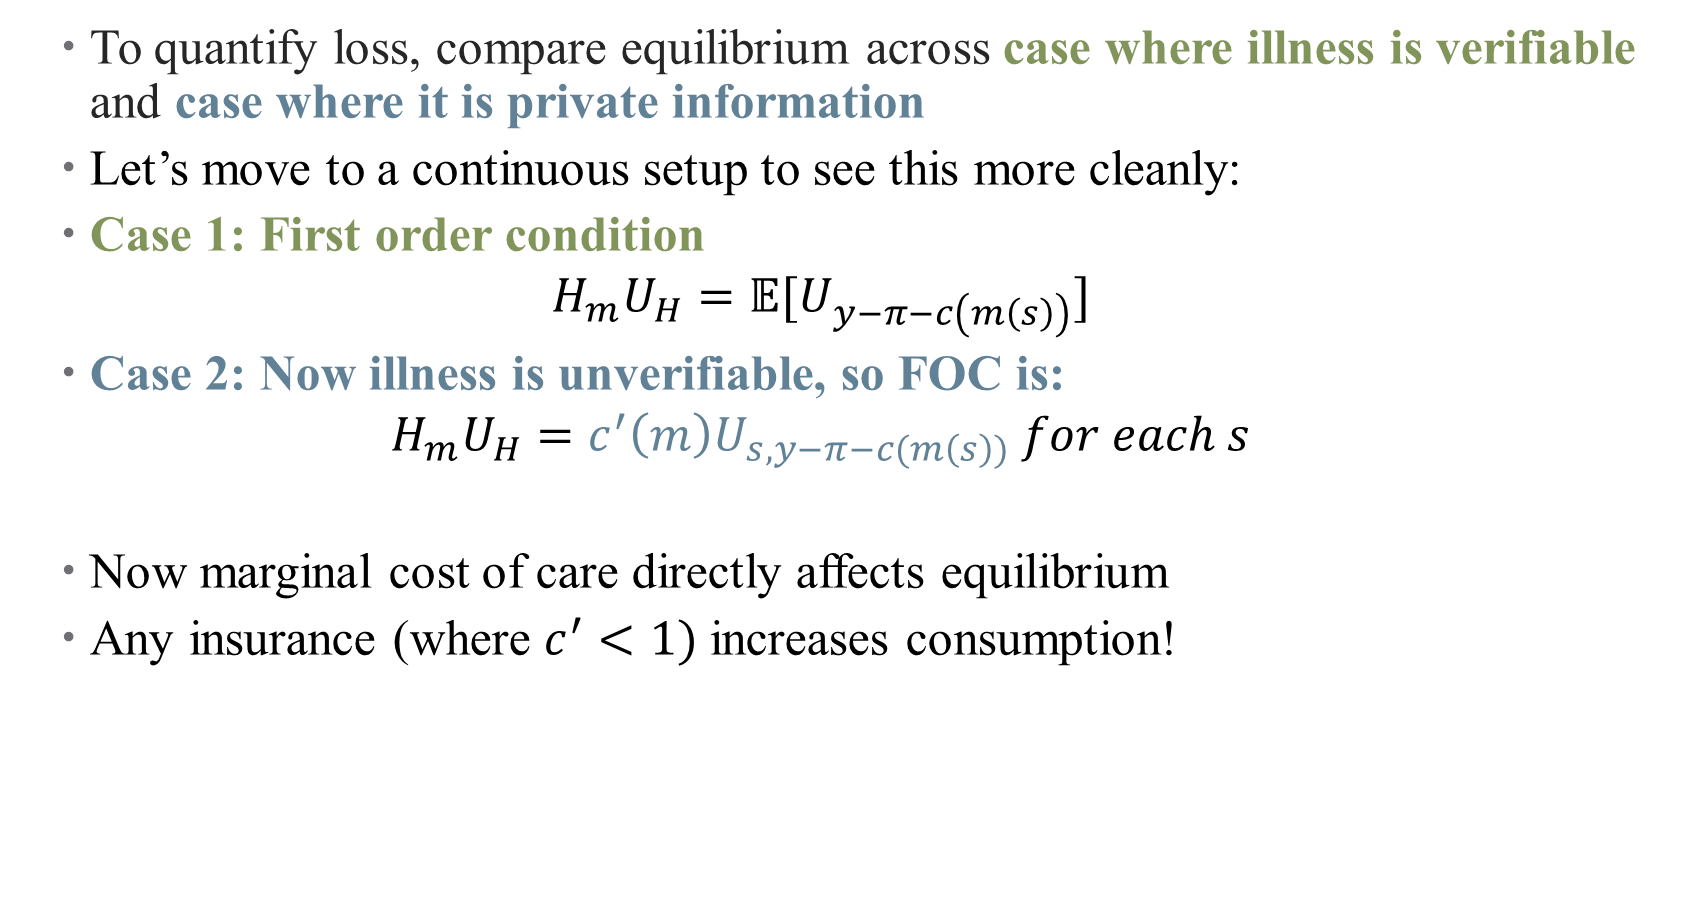 • To quantify loss, compare equilibrium across case where illness is verifiable
and case where it is private information
• Let’s move to a continuous setup to see this more cleanly:
• Case 1: First order condition
$H_m U_H = \mathbb{E}[U_{y-\pi-c(m(s))}]$
• Case 2: Now illness is unverifiable, so FOC is:
$H_m U_H = c'(m)U_{s,y-\pi-c(m(s))}$ for each s
• Now marginal cost of care directly affects equilibrium
• Any insurance (where $c' < 1$) increases consumption!